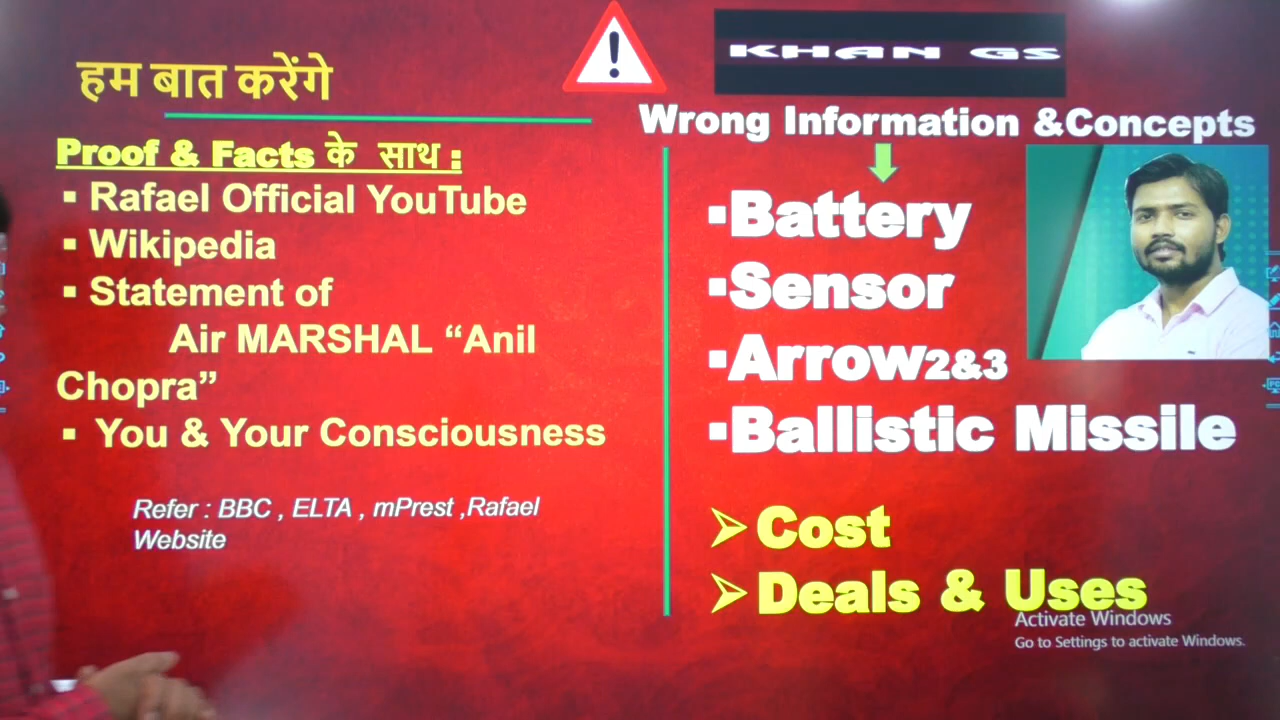 हम बात करेंगे
Proof & Facts के साथ :
▪ Rafael Official YouTube
▪ Wikipedia
▪ Statement of
Air MARSHAL “Anil
Chopra”
▪ You & Your Consciousness
Refer : BBC , ELTA , mPrest ,Rafael
Website
!
KHAN GS
Wrong Information &Concepts
▪Battery
▪Sensor
▪Arrow2&3
▪Ballistic Missile
➢Cost
➢Deals & Uses
Activate Windows
Go to Settings to activate Windows.